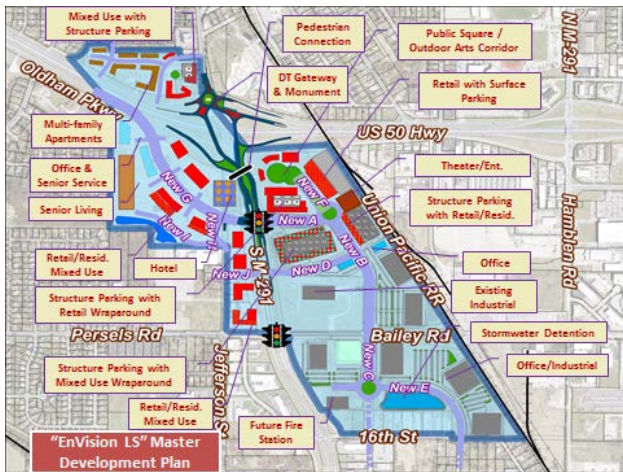 Mixed Use with
Structure Parking
Pedestrian
Connection
Public Square /
Outdoor Arts Corridor
N M-291
Oldham Pkwy
DT Gateway
& Monument
Retail with Surface
Parking
US 50 Hwy
Multi-family
Apartments
Theater/Ent.
Office &
Senior Service
New G
New F
Union Pacific RR
Structure Parking
with Retail/Resid.
Hamblen Rd
Senior Living
New I
New H
New A
New B
Retail/Resid.
Mixed Use
Hotel
S M-291
Office
New J
New D
Existing
Industrial
Structure Parking with
Retail Wraparound
Persels Rd
Bailey Rd
Stormwater Detention
Jefferson St
New C
Office/Industrial
Structure Parking with
Mixed Use Wraparound
New E
Retail/Resid.
Mixed Use
Future Fire
Station
16th St
"EnVision LS" Master
Development Plan